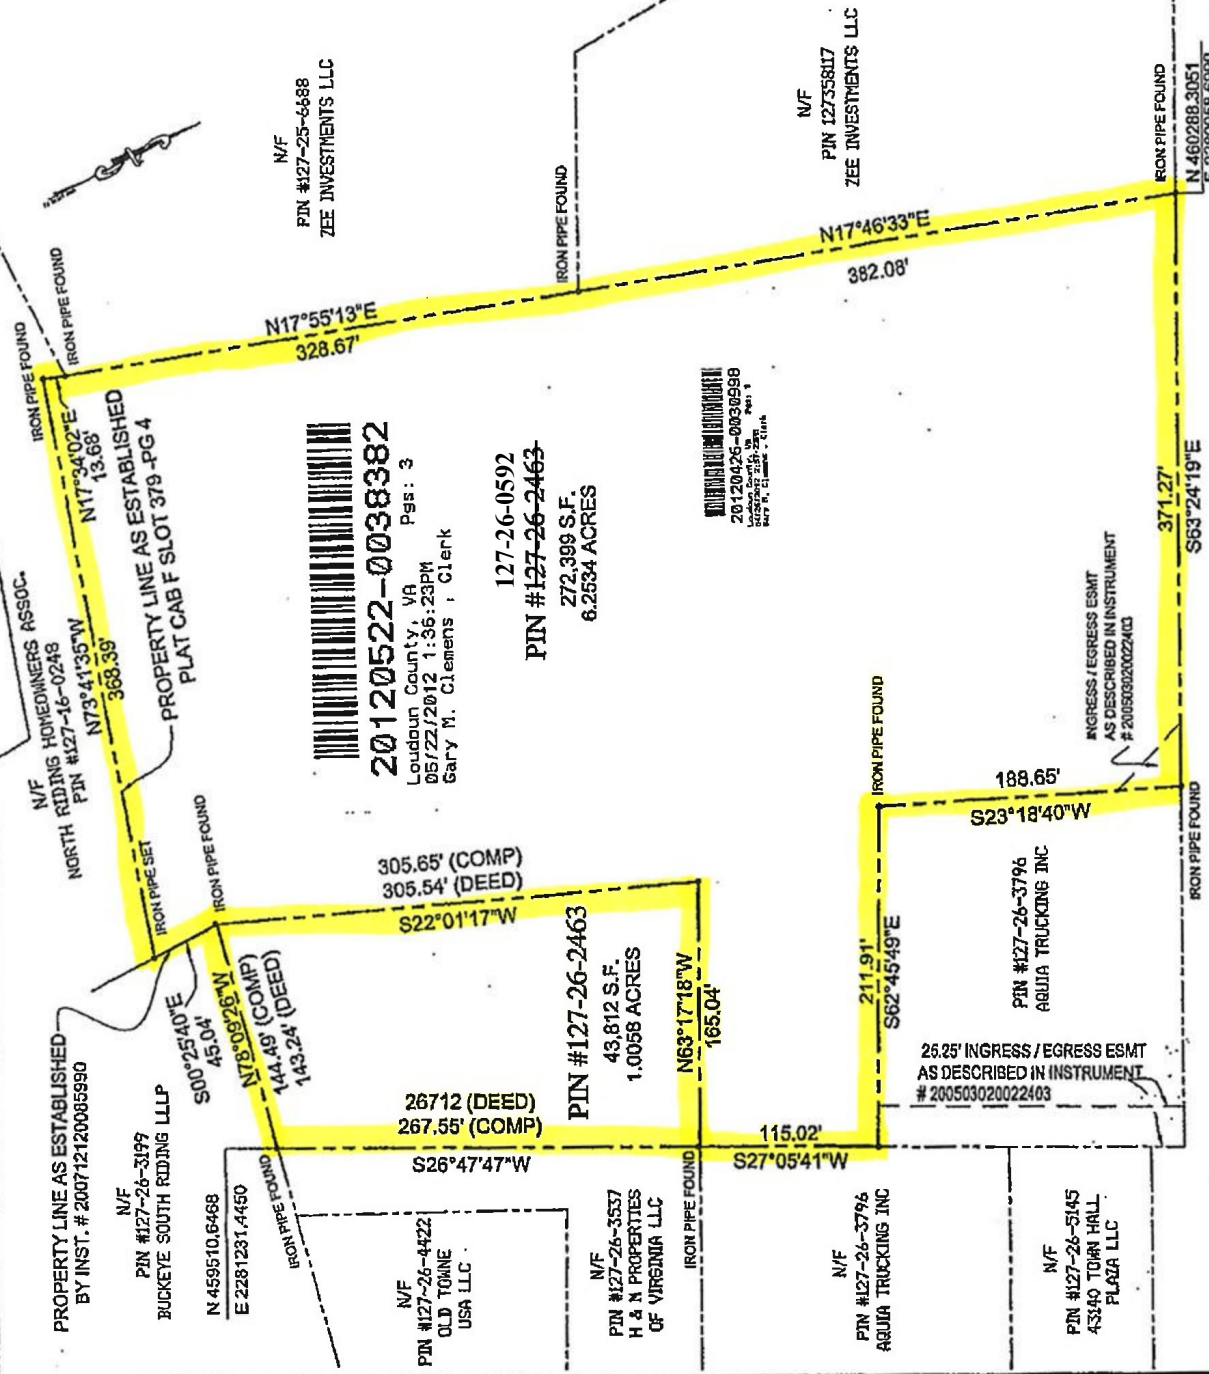 N/F
PIN #127-25-6688
ZEE INVESTMENTS LLC
N/F
PIN 127358117
ZEE INVESTMENTS LLC
IRON PIPE FOUND
N 460288.3051
IRON PIPE FOUND
N17°46'33"E
382.08'
IRON PIPE FOUND
N17°55'13"E
328.67'
IRON PIPE FOUND
N17°34'02"E
13.68'
PROPERTY LINE AS ESTABLISHED
PLAT CAB F SLOT 379 -PG 4
N/F
NORTH RIDING HOMEOWNERS ASSOC.
PIN #127-16-0248
N73°41'35"W
368.39'
20120522-0038382
Loudoun County, VA Pgs: 3
05/22/2012 1:36:23PM
Gary M. Clemens , Clerk
127-26-0592
PIN #127-26-2463
272,399 S.F.
6.2534 ACRES
20120426-0030998
Loudoun County, VA Pgs: 3
Gary M. Clemens , Clerk
371.27'
S63°24'19"E
INGRESS / EGRESS ESMT
AS DESCRIBED IN INSTRUMENT
# 200503020022403
IRON PIPE FOUND
188.65'
S23°18'40"W
IRON PIPE FOUND
IRON PIPE SET
IRON PIPE FOUND
305.65' (COMP)
305.54' (DEED)
S22°01'17"W
PIN #127-26-2463
43,812 S.F.
1.0058 ACRES
N63°17'18"W
165.04'
211.91'
S62°45'49"E
PIN #127-26-3796
AQUIA TRUCKING INC
25.25' INGRESS / EGRESS ESMT
AS DESCRIBED IN INSTRUMENT
# 200503020022403
PROPERTY LINE AS ESTABLISHED
BY INST. # 200712120085990
S00°25'40"E
45.04'
N78°09'26"W
144.49' (COMP)
143.24' (DEED)
26712 (DEED)
267.55' (COMP)
S26°47'47"W
115.02'
S27°05'41"W
N/F
PIN #127-26-3199
BUCKEYE SOUTH RIDING LLLP
N 459510.6468
E 2281231.4450
IRON PIPE FOUND
IRON PIPE FOUND
N/F
PIN #127-26-4422
OLD TOWNE
USA LLC
N/F
PIN #127-26-3537
H & M PROPERTIES
OF VIRGINIA LLC
N/F
PIN #127-26-3796
AQUIA TRUCKING INC
N/F
PIN #127-26-5145
43140 TOWN HALL
PLAZA LLC